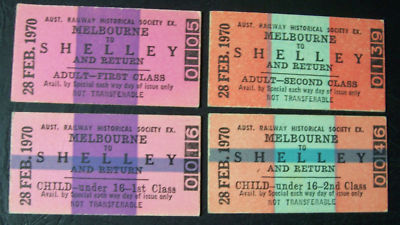 28 FEB. 1970
AUST. RAILWAY HISTORICAL SOCIETY EX.
MELBOURNE
TO
SHELLEY
AND RETURN
ADULT—FIRST CLASS
Avail. by Special each way day of issue only
NOT TRANSFERABLE
01105
28 FEB. 1970
AUST. RAILWAY HISTORICAL SOCIETY EX.
MELBOURNE
TO
SHELLEY
AND RETURN
ADULT—SECOND CLASS
Avail. by Special each way day of issue only
NOT TRANSFERABLE
01139
28 FEB. 1970
AUST. RAILWAY HISTORICAL SOCIETY EX.
MELBOURNE
TO
SHELLEY
AND RETURN
CHILD—under 16—1st Class
Avail. by Special each way day of issue only
NOT TRANSFERABLE
0016
28 FEB. 1970
AUST. RAILWAY HISTORICAL SOCIETY EX.
MELBOURNE
TO
SHELLEY
AND RETURN
CHILD—under 16—2nd Class
Avail. by Special each way day of issue only
NOT TRANSFERABLE
0046